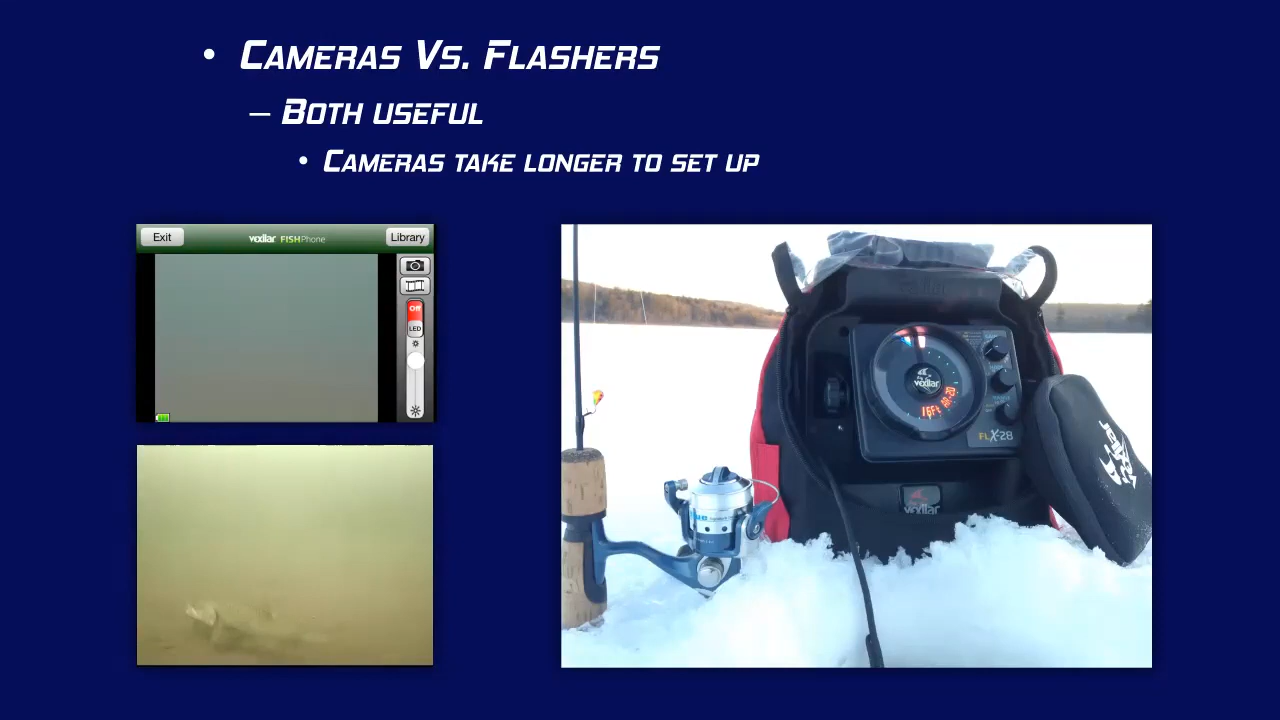 • Cameras Vs. Flashers
– Both useful
• Cameras take longer to set up
Exit
vexilar FISHPhone
Library
Off
LED
vexilar
16Ft
FLX-28
vexilar